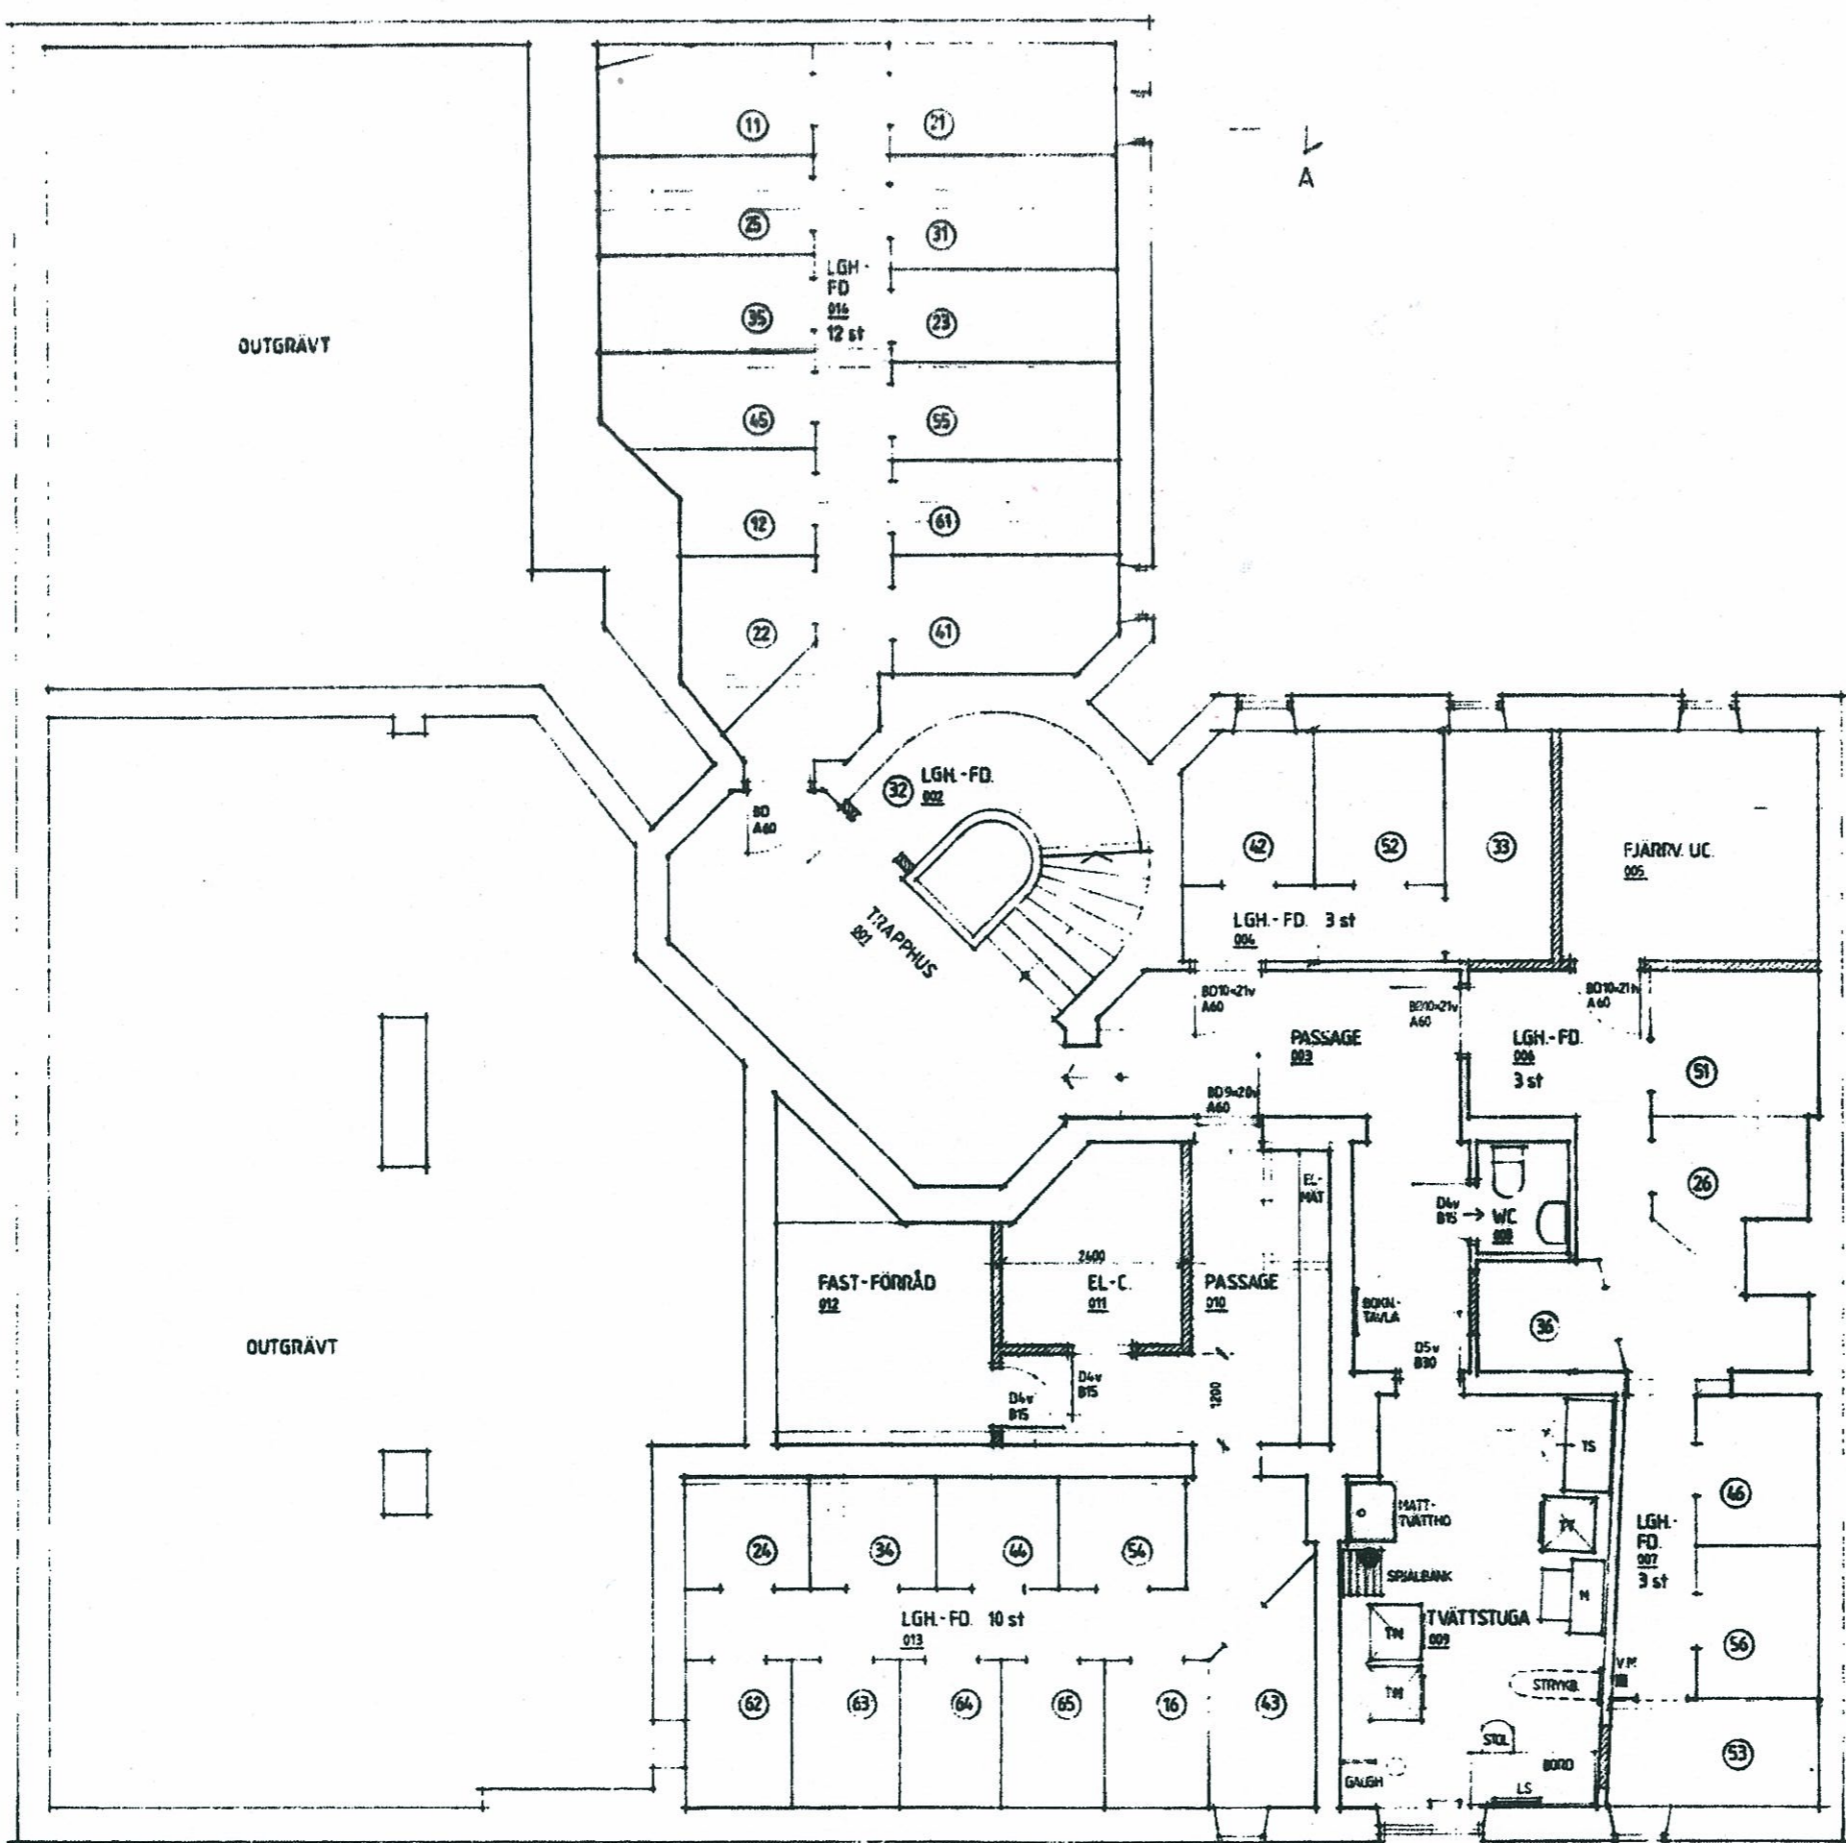 11
21
A
25
31
LGH-
FD
016
12 st
35
23
OUTGRÄVT
45
55
12
61
22
41
32
LGH.-FD.
002
BD
A60
42
52
33
FJÄRRV. UC.
005
TRAPPHUS
001
LGH.-FD. 3 st
004
BD10×21v
A60
BD10×21v
A60
BD10×21h
A60
PASSAGE
003
LGH.-FD.
006
3 st
51
BD9×20v
A60
EL-
MÄT
26
D4v
B15
WC
008
2400
FAST-FÖRRÅD
012
EL-C.
011
PASSAGE
010
BOKN.-
TAVLA
36
OUTGRÄVT
D5v
B30
D4v
B15
D4v
B15
1200
TS
46
MATT-
TVÄTTHO
TT
LGH.-
FD.
007
3 st
24
34
44
54
SPJÄLBÄNK
M
LGH.-FD. 10 st
013
TM
TVÄTTSTUGA
009
56
62
63
64
65
16
43
TM
STRYKB.
V.M.
STOL
BORD
53
GALGH
LS